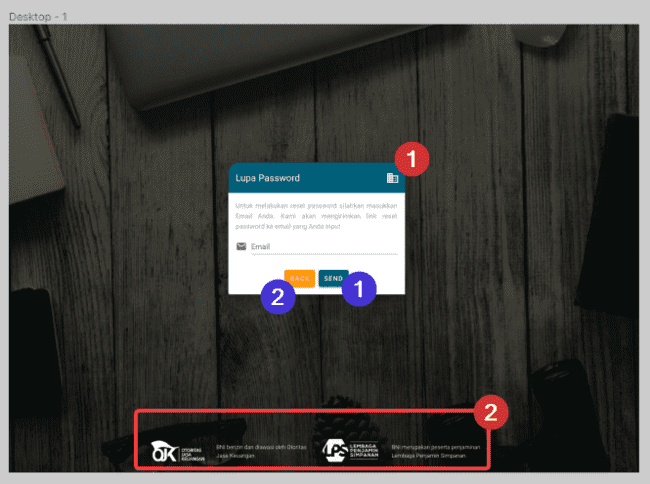 Desktop - 1
1
Lupa Password
Untuk melakukan reset password silahkan masukkan
Email Anda. Kami akan mengirimkan link reset
password ke email yang Anda input
Email
BACK SEND
2 1
2
OJK OTORITAS
JASA
KEUANGAN
BNI berizin dan diawasi oleh Otoritas
Jasa Keuangan.
LPS LEMBAGA
PENJAMIN
SIMPANAN
BNI merupakan peserta penjaminan
Lembaga Penjamin Simpanan.